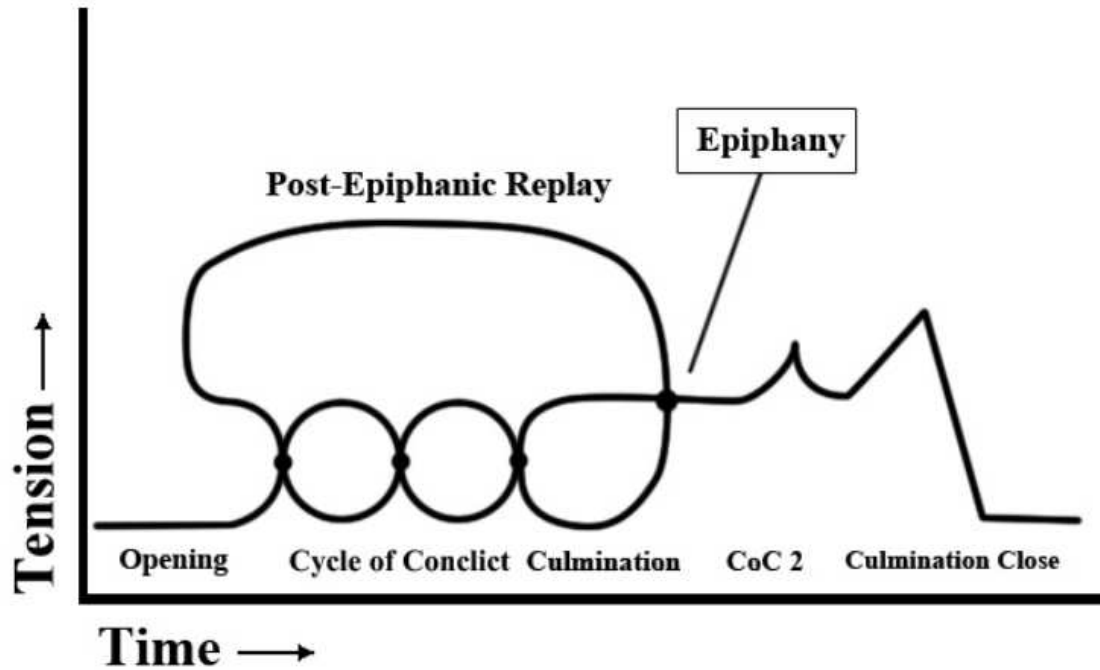 Epiphany
Post-Epiphanic Replay
Tension
Opening Cycle of Conclict Culmination CoC 2 Culmination Close
Time